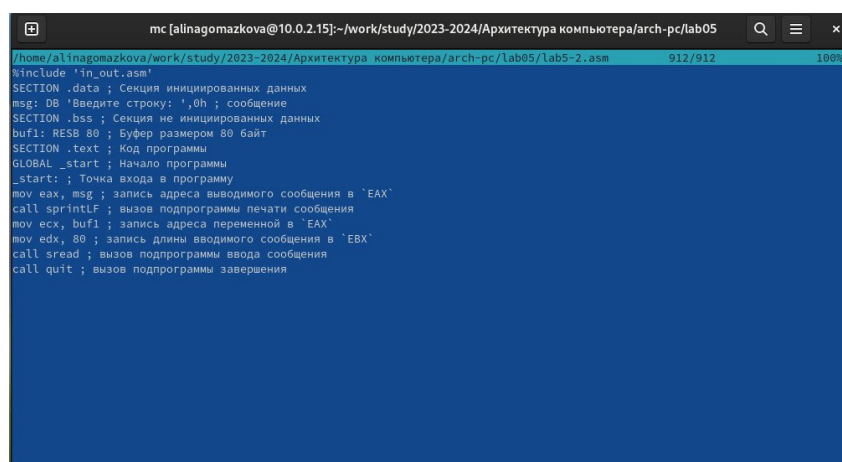 mc [alinagomazkova@10.0.2.15]:~/work/study/2023-2024/Архитектура компьютера/arch-pc/lab05
/home/alinagomazkova/work/study/2023-2024/Архитектура компьютера/arch-pc/lab05/lab5-2.asm 912/912 100%
%include 'in_out.asm'
SECTION .data ; Секция инициированных данных
msg: DB 'Введите строку: ',0h ; сообщение
SECTION .bss ; Секция не инициированных данных
buf1: RESB 80 ; Буфер размером 80 байт
SECTION .text ; Код программы
GLOBAL _start ; Начало программы
_start: ; Точка входа в программу
mov eax, msg ; запись адреса выводимого сообщения в `EAX`
call sprintLF ; вызов подпрограммы печати сообщения
mov ecx, buf1 ; запись адреса переменной в `EAX`
mov edx, 80 ; запись длины вводимого сообщения в `EBX`
call sread ; вызов подпрограммы ввода сообщения
call quit ; вызов подпрограммы завершения